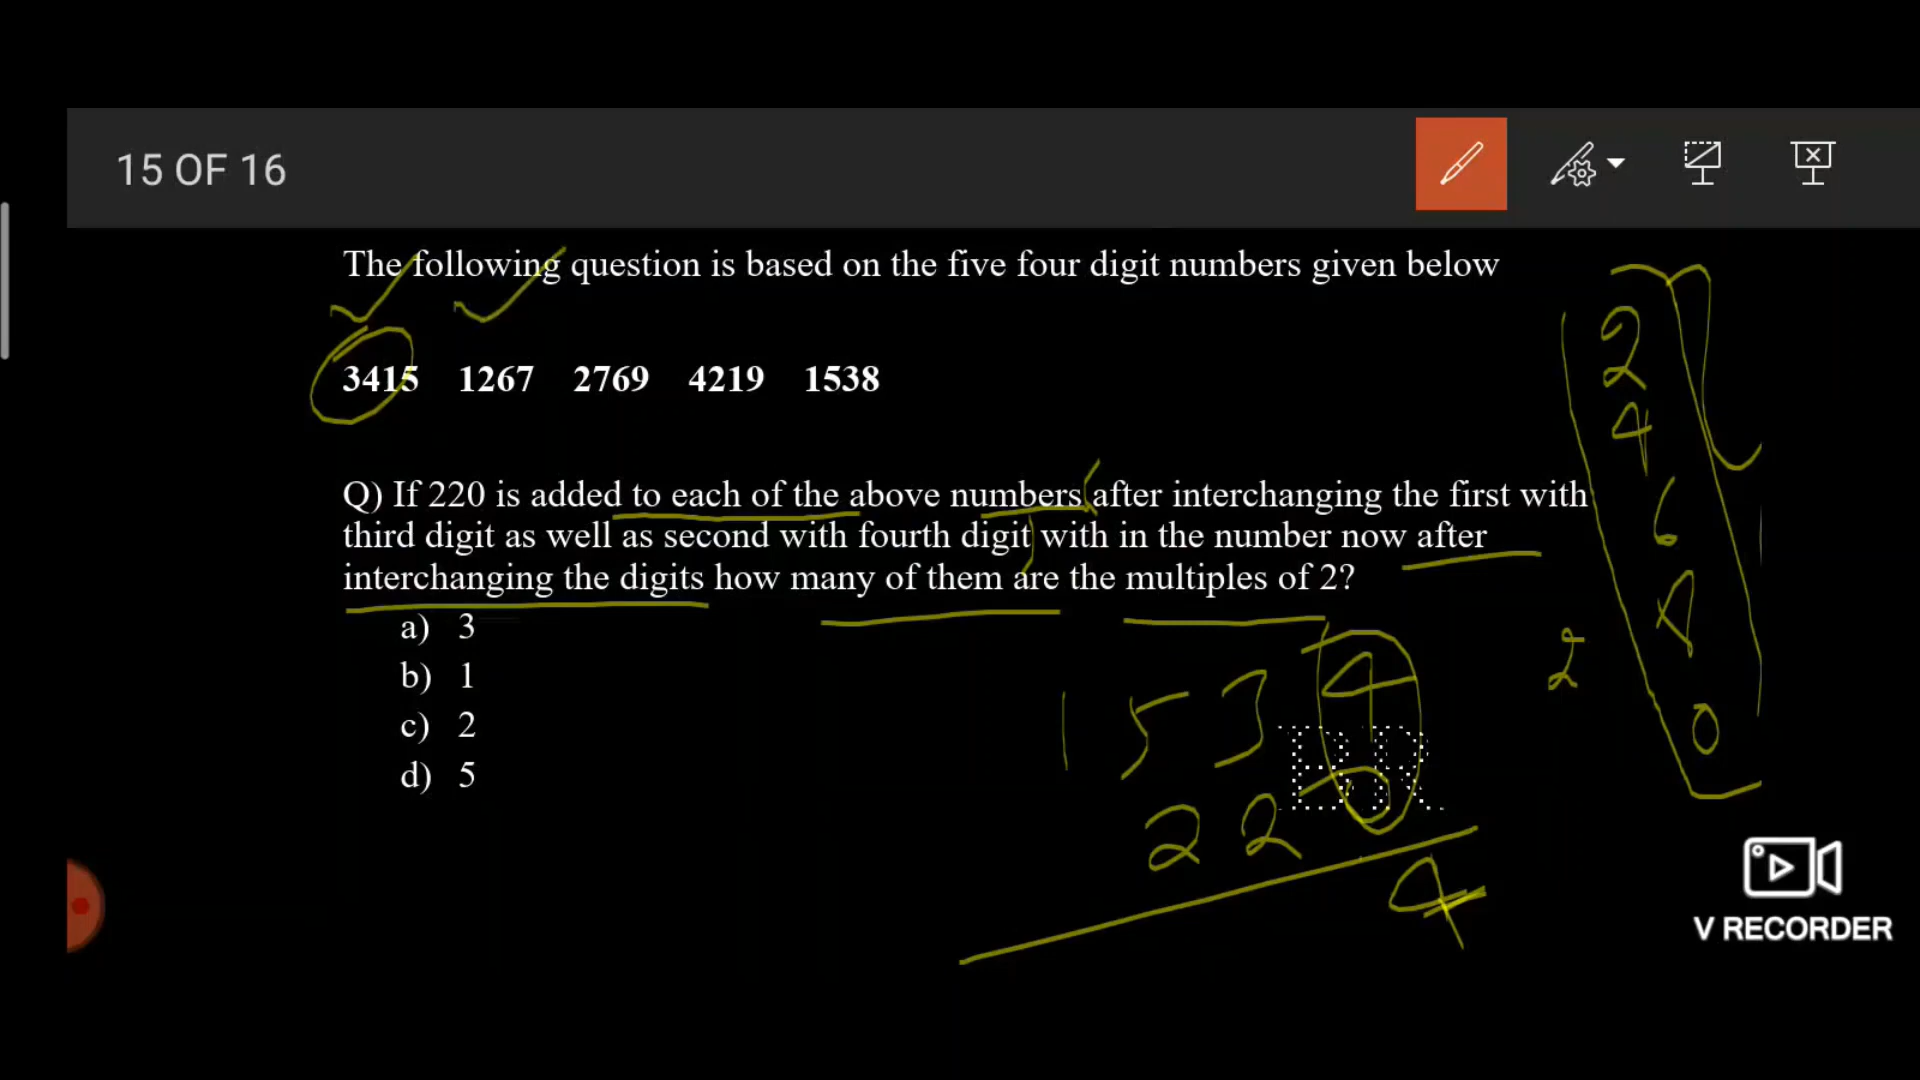 15 OF 16
The following question is based on the five four digit numbers given below
3415 1267 2769 4219 1538
Q) If 220 is added to each of the above numbers after interchanging the first with
third digit as well as second with fourth digit with in the number now after
interchanging the digits how many of them are the multiples of 2?
a) 3
b) 1
c) 2
d) 5
1534
220
4
2
2
4
6
8
0
V RECORDER